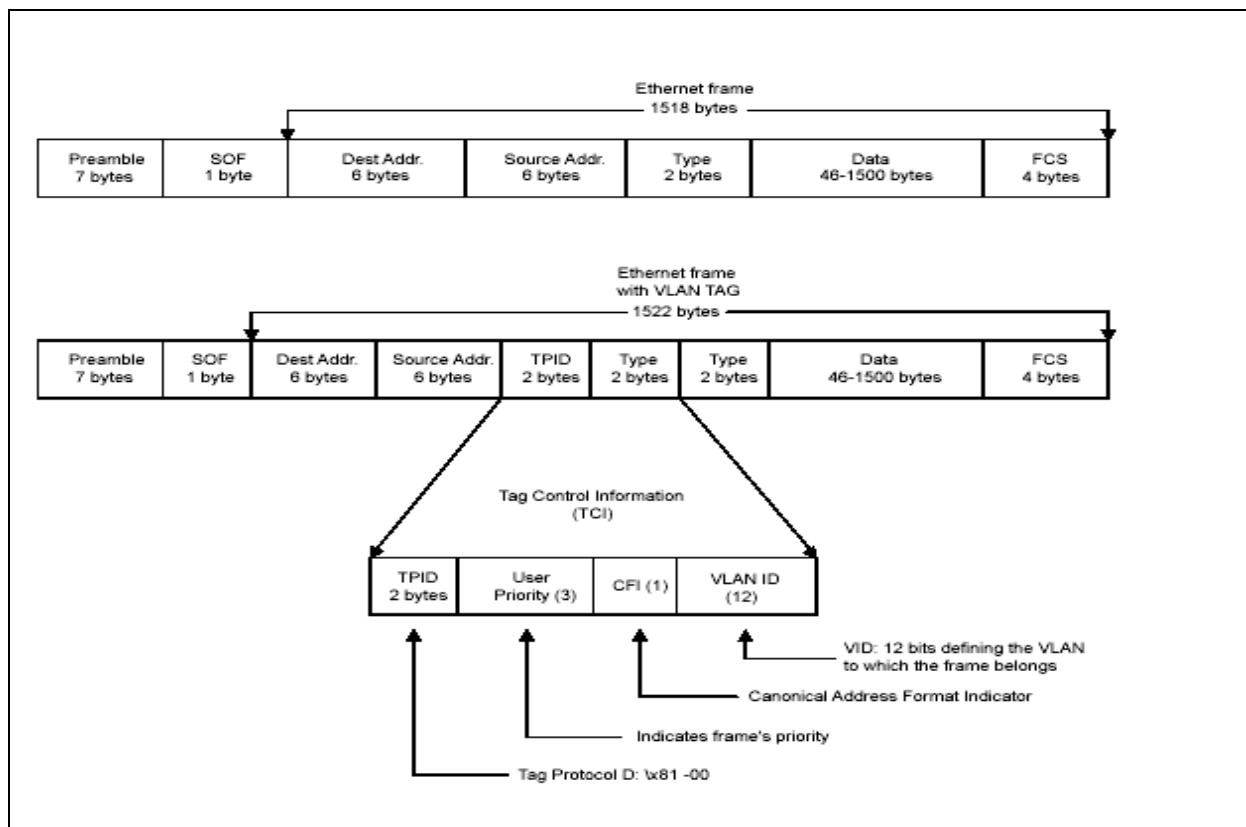 Ethernet frame
1518 bytes
Preamble
7 bytes
SOF
1 byte
Dest Addr.
6 bytes
Source Addr.
6 bytes
Type
2 bytes
Data
46-1500 bytes
FCS
4 bytes
Ethernet frame
with VLAN TAG
1522 bytes
Preamble
7 bytes
SOF
1 byte
Dest Addr.
6 bytes
Source Addr.
6 bytes
TPID
2 bytes
Type
2 bytes
Type
2 bytes
Data
46-1500 bytes
FCS
4 bytes
Tag Control Information
(TCI)
TPID
2 bytes
User
Priority (3)
CFI (1)
VLAN ID
(12)
VID: 12 bits defining the VLAN
to which the frame belongs
Canonical Address Format Indicator
Indicates frame's priority
Tag Protocol D: \x81 -00